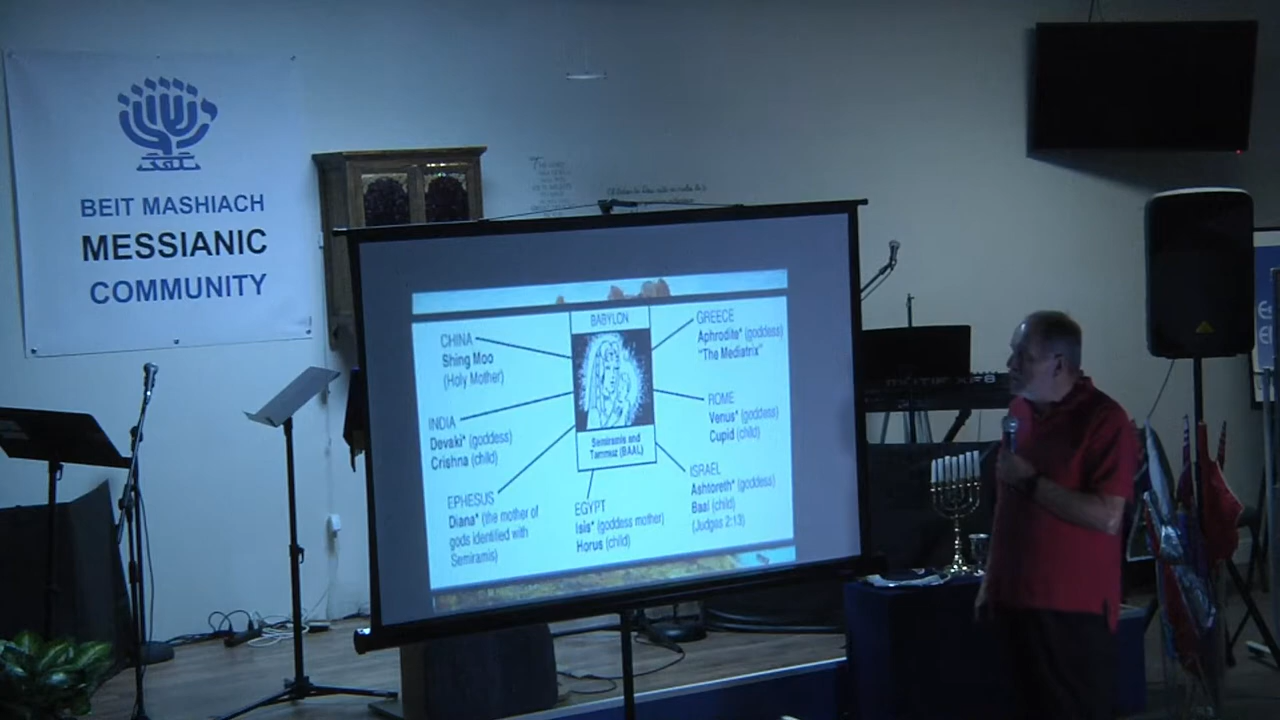 BEIT MASHIACH
MESSIANIC
COMMUNITY
BABYLON
Semiramis and
Tammuz (BAAL)
CHINA
Shing Moo
(Holy Mother)
INDIA
Devaki* (goddess)
Crishna (child)
EPHESUS
Diana* (the mother of
gods identified with
Semiramis)
EGYPT
Isis* (goddess mother)
Horus (child)
GREECE
Aphrodite* (goddess)
"The Mediatrix"
ROME
Venus* (goddess)
Cupid (child)
ISRAEL
Ashtoreth* (goddess)
Baal (child)
(Judges 2:13)